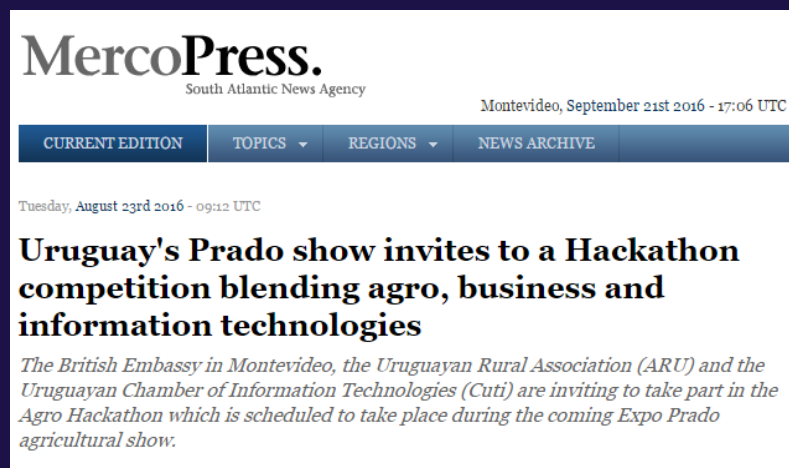 MercoPress.
South Atlantic News Agency
Montevideo, September 21st 2016 - 17:06 UTC
CURRENT EDITION TOPICS REGIONS NEWS ARCHIVE
Tuesday, August 23rd 2016 - 09:12 UTC
Uruguay's Prado show invites to a Hackathon
competition blending agro, business and
information technologies
The British Embassy in Montevideo, the Uruguayan Rural Association (ARU) and the
Uruguayan Chamber of Information Technologies (Cuti) are inviting to take part in the
Agro Hackathon which is scheduled to take place during the coming Expo Prado
agricultural show.